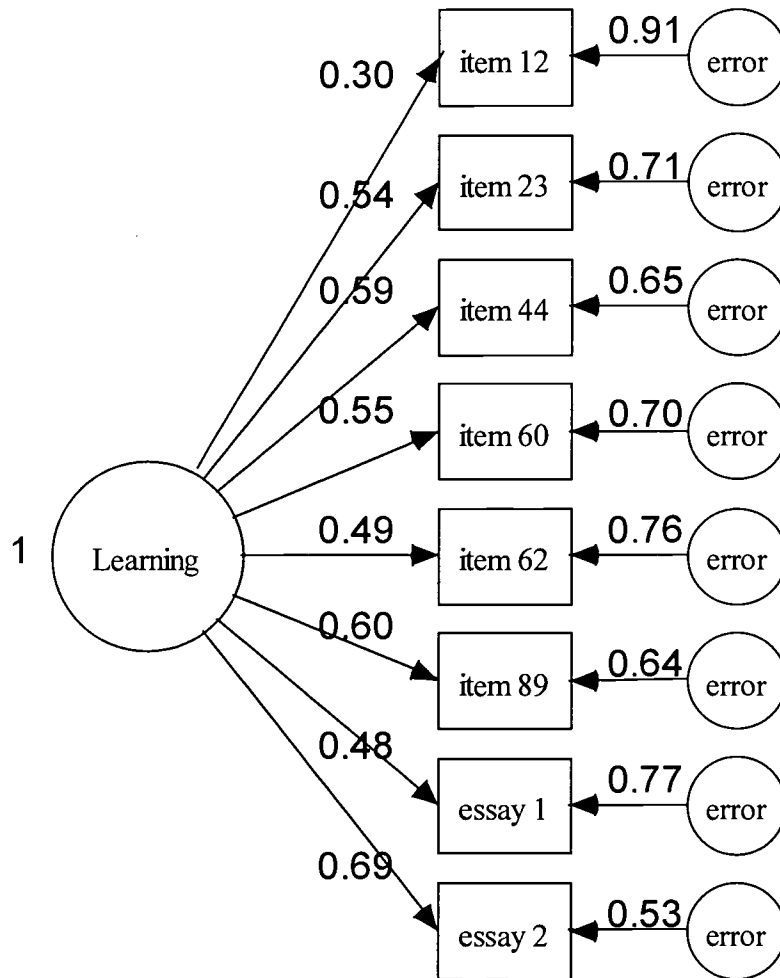 0.30 item 12 0.91 error
0.54 item 23 0.71 error
0.59 item 44 0.65 error
0.55 item 60 0.70 error
1 Learning 0.49 item 62 0.76 error
0.60 item 89 0.64 error
0.48 essay 1 0.77 error
0.69 essay 2 0.53 error